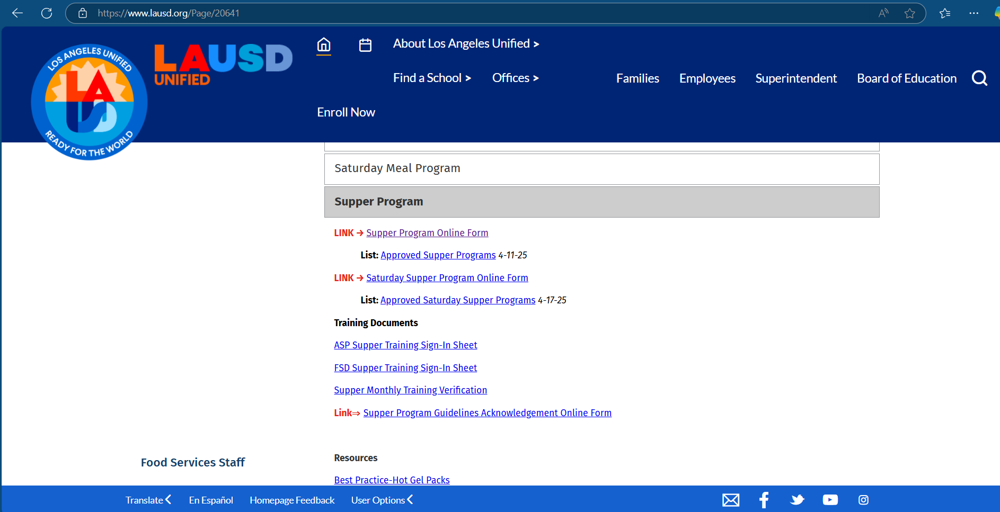 https://www.lausd.org/Page/20641
LOS ANGELES UNIFIED
LAUSD
READY FOR THE WORLD
LAUSD
UNIFIED
About Los Angeles Unified >
Find a School >
Offices >
Families
Employees
Superintendent
Board of Education
Enroll Now
Saturday Meal Program
Supper Program
LINK → Supper Program Online Form
List: Approved Supper Programs 4-11-25
LINK → Saturday Supper Program Online Form
List: Approved Saturday Supper Programs 4-17-25
Training Documents
ASP Supper Training Sign-In Sheet
FSD Supper Training Sign-In Sheet
Supper Monthly Training Verification
Link⇒ Supper Program Guidelines Acknowledgement Online Form
Food Services Staff
Resources
Best Practice-Hot Gel Packs
Translate
En Español
Homepage Feedback
User Options